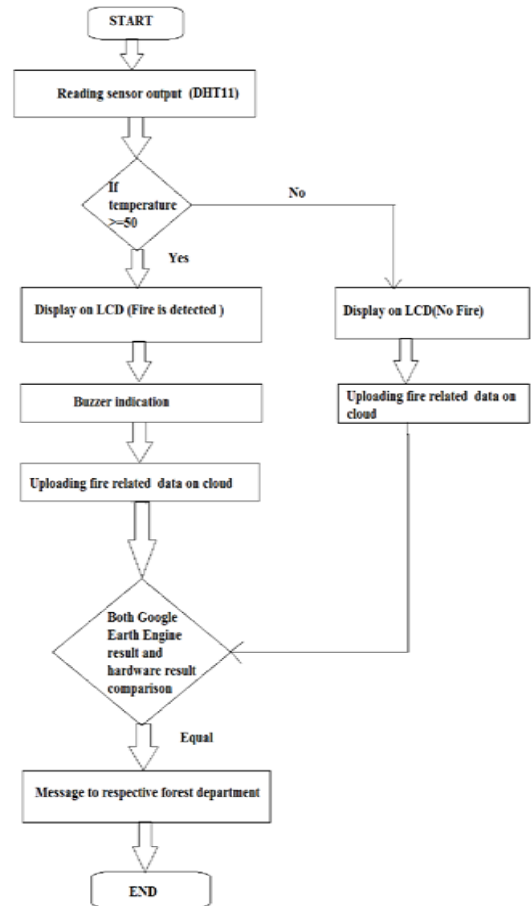 START
Reading sensor output (DHT11)
If
temperature
>=50
No
Yes
Display on LCD (Fire is detected )
Display on LCD(No Fire)
Buzzer indication
Uploading fire related data on
cloud
Uploading fire related data on cloud
Both Google
Earth Engine
result and
hardware result
comparison
Equal
Message to respective forest department
END